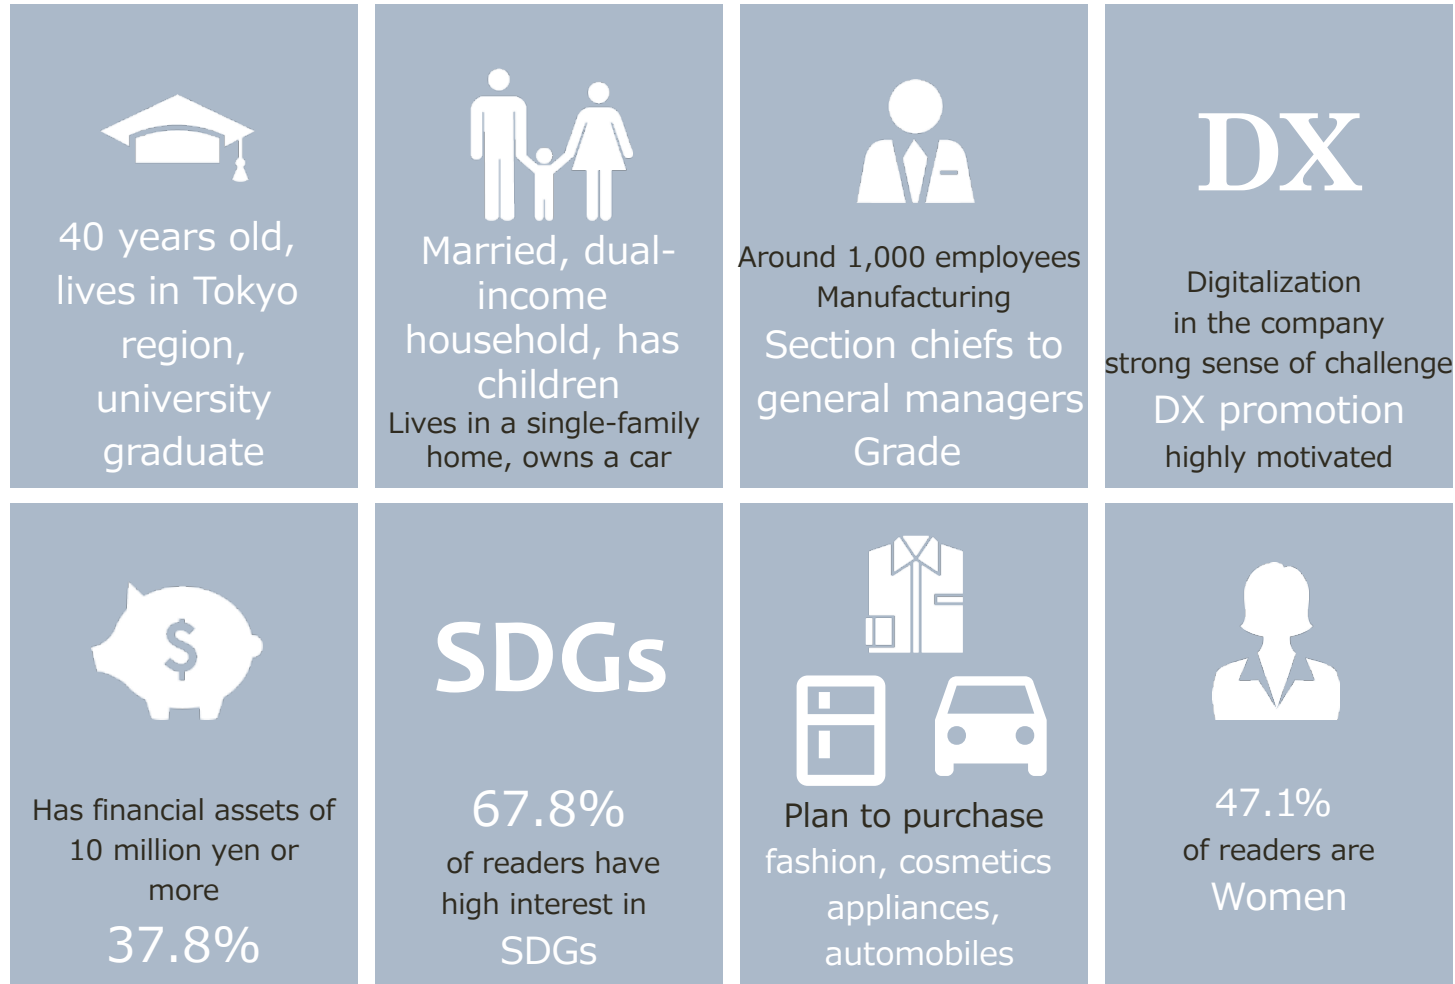 40 years old,
lives in Tokyo
region,
university
graduate
Married, dual-
income
household, has
children
Lives in a single-family
home, owns a car
Around 1,000 employees
Manufacturing
Section chiefs to
general managers
Grade
DX
Digitalization
in the company
strong sense of challenge
DX promotion
highly motivated
$
Has financial assets of
10 million yen or
more
37.8%
SDGs
67.8%
of readers have
high interest in
SDGs
Plan to purchase
fashion, cosmetics
appliances,
automobiles
47.1%
of readers are
Women